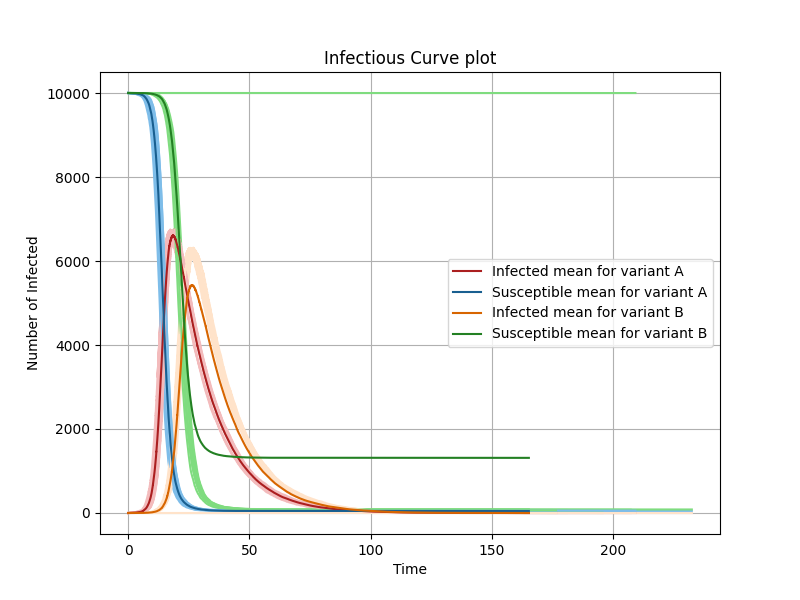 Infectious Curve plot
Number of Infected
10000
8000
6000
4000
2000
0
Infected mean for variant A
Susceptible mean for variant A
Infected mean for variant B
Susceptible mean for variant B
0 50 100 150 200
Time